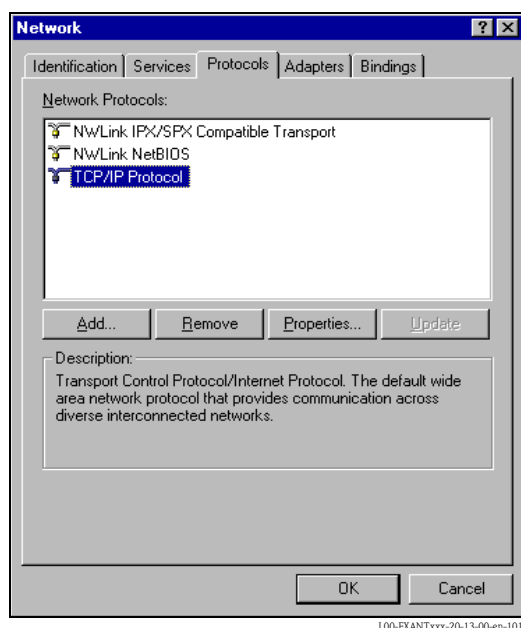 Network
Identification Services Protocols Adapters Bindings
Network Protocols:
NWLink IPX/SPX Compatible Transport
NWLink NetBIOS
TCP/IP Protocol
Add... Remove Properties... Update
Description:
Transport Control Protocol/Internet Protocol. The default wide
area network protocol that provides communication across
diverse interconnected networks.
OK Cancel
L00-FXANTxxx-20-13-00-en-101